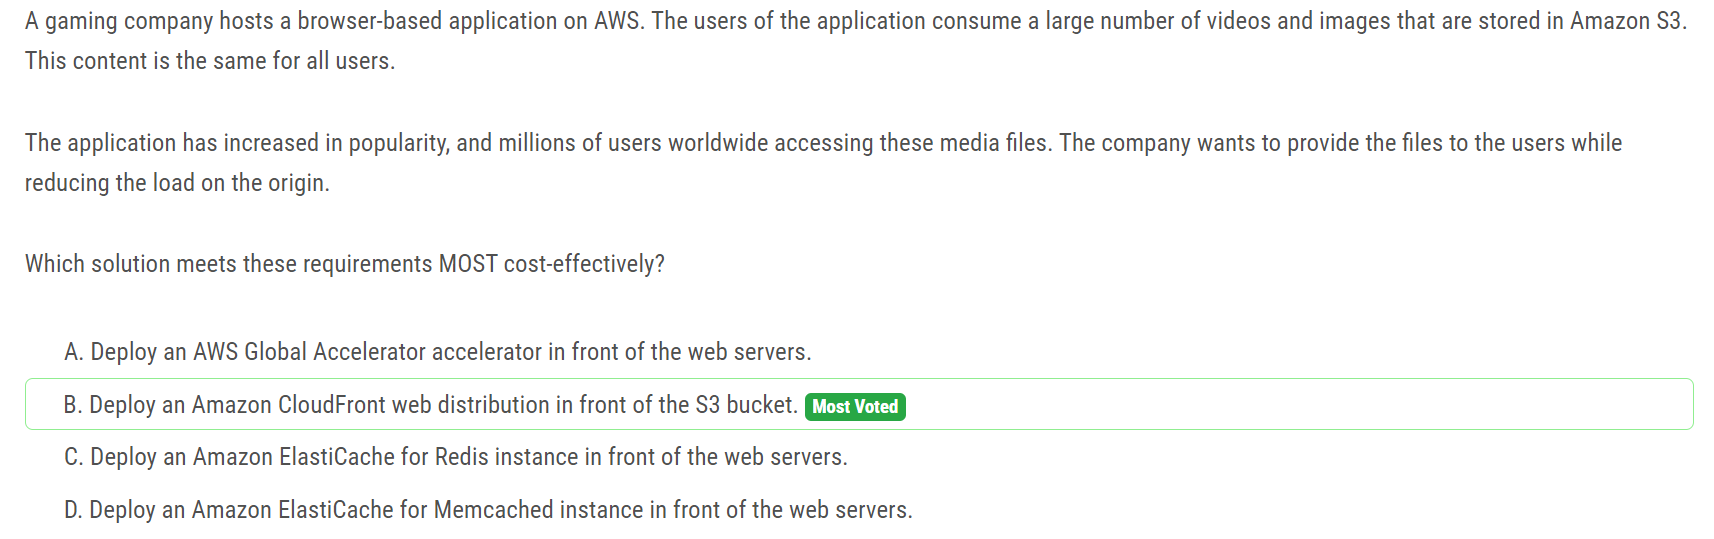 A gaming company hosts a browser-based application on AWS. The users of the application consume a large number of videos and images that are stored in Amazon S3.
This content is the same for all users.
The application has increased in popularity, and millions of users worldwide accessing these media files. The company wants to provide the files to the users while
reducing the load on the origin.
Which solution meets these requirements MOST cost-effectively?
A. Deploy an AWS Global Accelerator accelerator in front of the web servers.
B. Deploy an Amazon CloudFront web distribution in front of the S3 bucket. Most Voted
C. Deploy an Amazon ElastiCache for Redis instance in front of the web servers.
D. Deploy an Amazon ElastiCache for Memcached instance in front of the web servers.